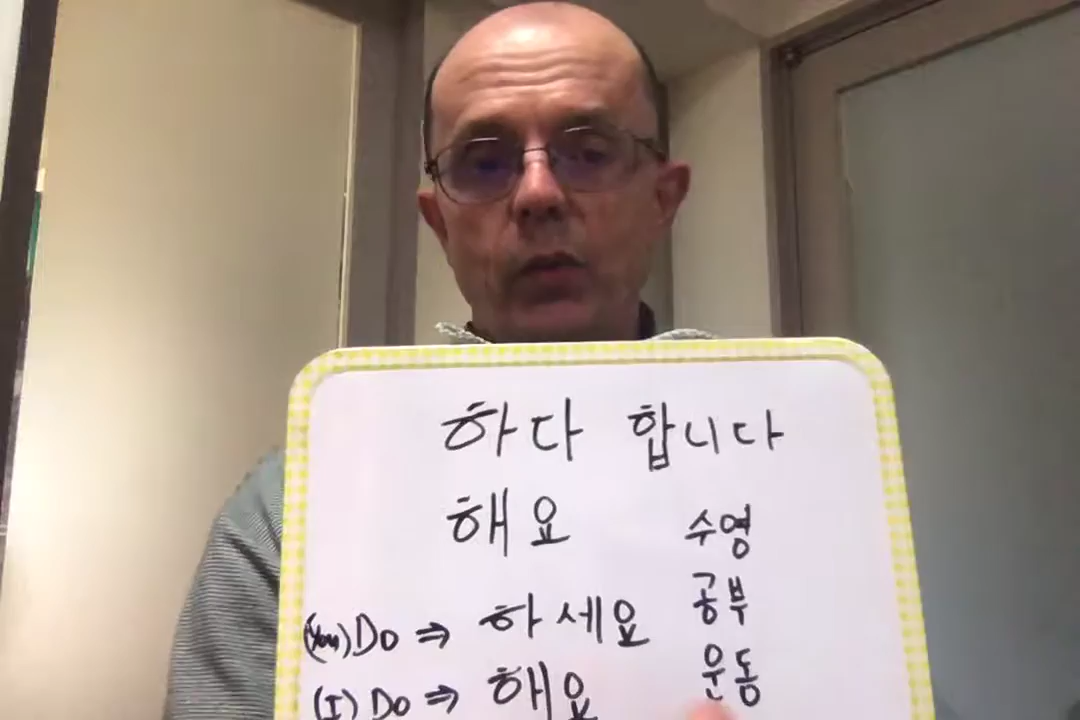 하다 합니다
해요 수영
(You) Do ⇒ 하세요 공부
(I) Do ⇒ 해요 운동